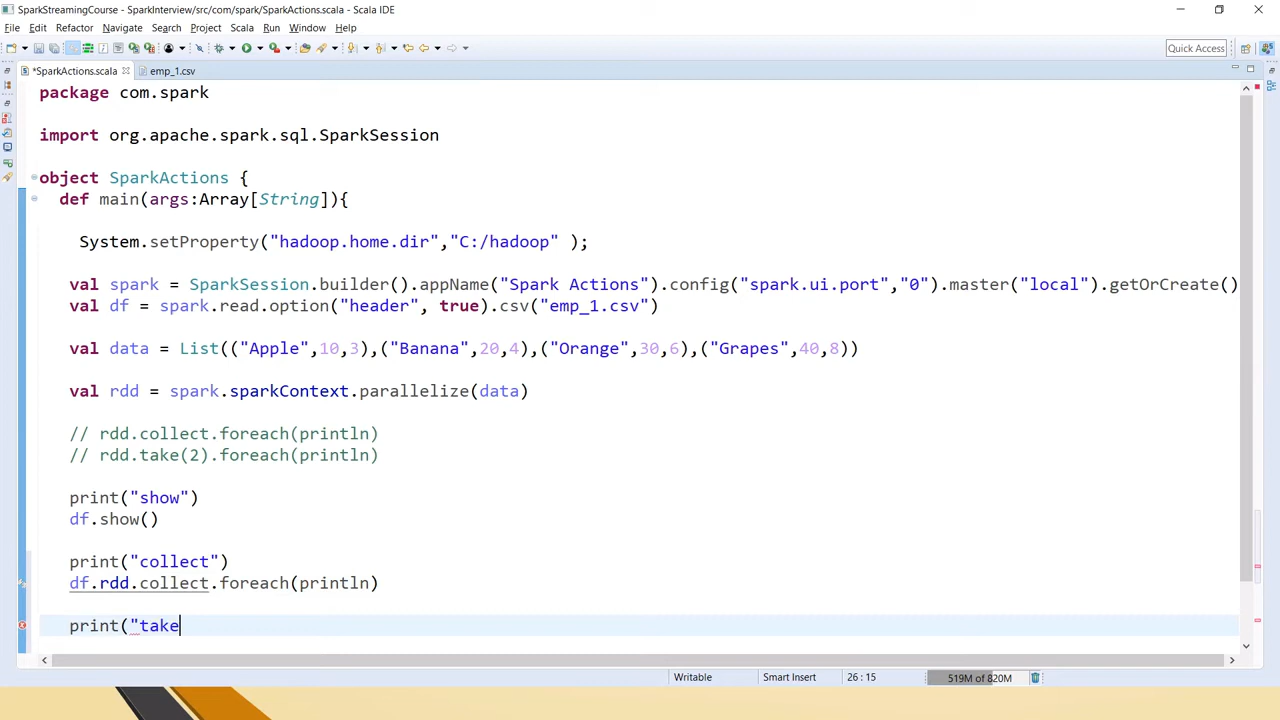 SparkStreamingCourse - SparkInterview/src/com/spark/SparkActions.scala - Scala IDE
File Edit Refactor Navigate Search Project Scala Run Window Help
Quick Access
*SparkActions.scala emp_1.csv
package com.spark
import org.apache.spark.sql.SparkSession
object SparkActions {
def main(args:Array[String]){
System.setProperty("hadoop.home.dir","C:/hadoop" );
val spark = SparkSession.builder().appName("Spark Actions").config("spark.ui.port","0").master("local").getOrCreate()
val df = spark.read.option("header", true).csv("emp_1.csv")
val data = List(("Apple",10,3),("Banana",20,4),("Orange",30,6),("Grapes",40,8))
val rdd = spark.sparkContext.parallelize(data)
// rdd.collect.foreach(println)
// rdd.take(2).foreach(println)
print("show")
df.show()
print("collect")
df.rdd.collect.foreach(println)
print("take
Writable Smart Insert 26 : 15 519M of 820M